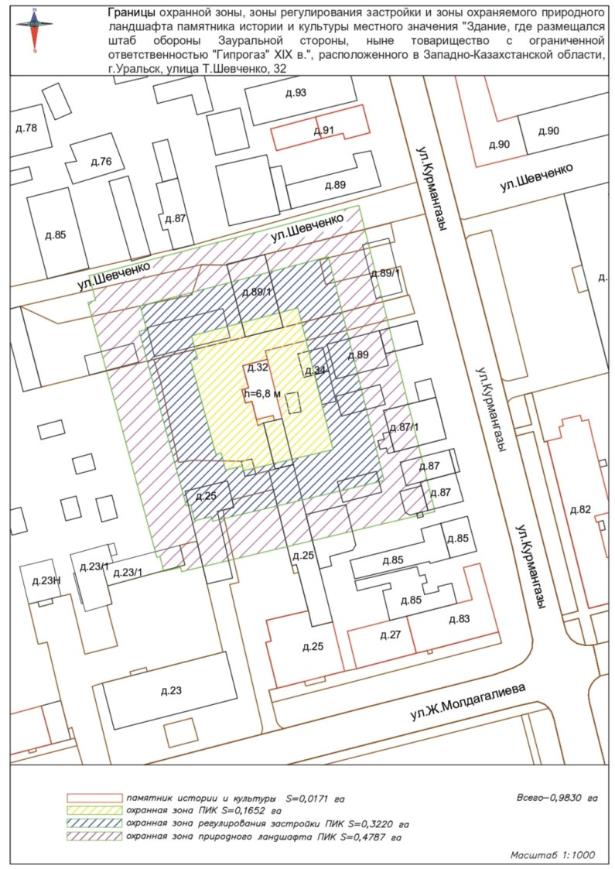 Границы охранной зоны, зоны регулирования застройки и зоны охраняемого природного
ландшафта памятника истории и культуры местного значения "Здание, где размещался
штаб обороны Зауральной стороны, ныне товарищество с ограниченной
ответственностью "Гипрогаз" XIX в.", расположенного в Западно-Казахстанской области,
г.Уральск, улица Т.Шевченко, 32
д.93
д.78
д.91
д.90
д.90
д.76
д.89
ул.Курмангазы
ул.Шевченко
д.87
д.85
ул.Шевченко
ул.Шевченко
д.89/1
д.89/1
д.
д.89
д.32
д.34
h=6,8 м
ул.Курмангазы
д.87/1
д.87
д.25
д.87
д.82
д.85
ул.Курмангазы
д.25
д.85
д.23/1
д.23/1
д.23Н
д.85
д.83
д.25
д.27
д.23
ул.Ж.Молдагалиева
памятник истории и культуры S=0,0171 га
Всего-0,9830 га
охранная зона ПИК S=0,1652 га
охранная зона регулирования застройки ПИК S=0,3220 га
охранная зона природного ландшафта ПИК S=0,4787 га
Масштаб 1:1000